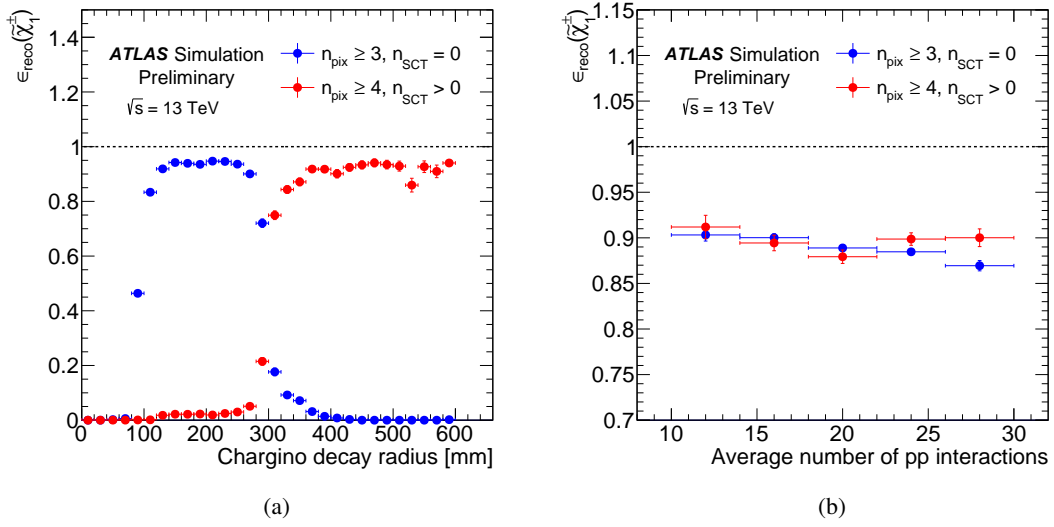 ε_reco(χ̃₁^±)
1.4
1.2
1
0.8
0.6
0.4
0.2
0
ATLAS Simulation
Preliminary
√s = 13 TeV
n_pix ≥ 3, n_SCT = 0
n_pix ≥ 4, n_SCT > 0
0 100 200 300 400 500 600
Chargino decay radius [mm]
(a)
ε_reco(χ̃₁^±)
1.15
1.1
1.05
1
0.95
0.9
0.85
0.8
0.75
0.7
ATLAS Simulation
Preliminary
√s = 13 TeV
n_pix ≥ 3, n_SCT = 0
n_pix ≥ 4, n_SCT > 0
10 15 20 25 30
Average number of pp interactions
(b)